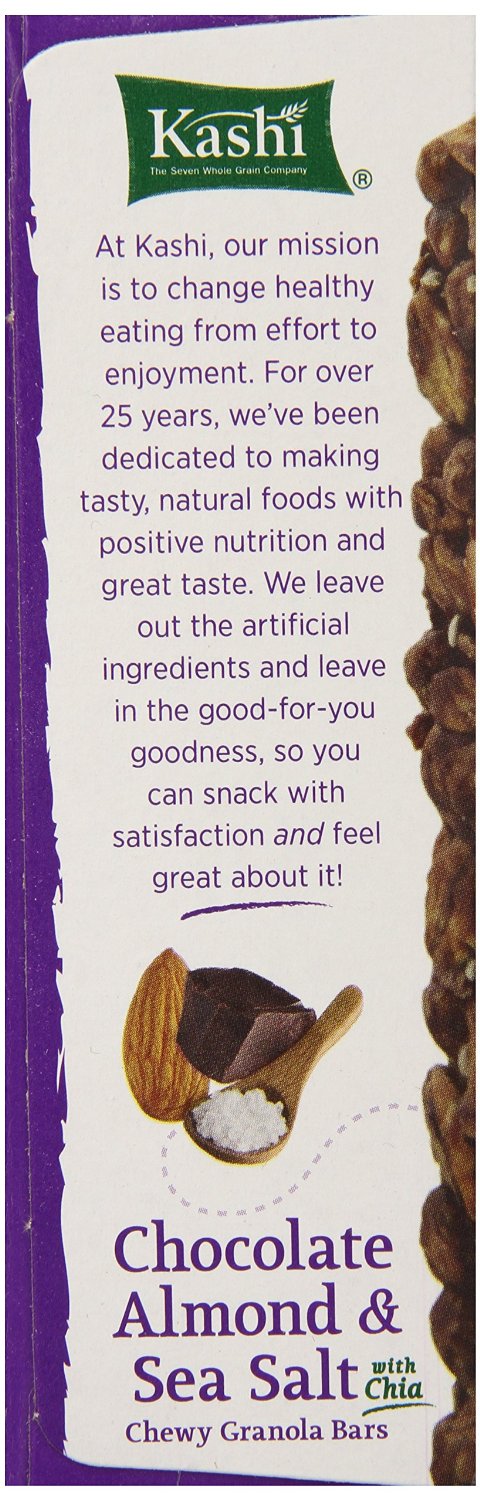 Kashi
The Seven Whole Grain Company
®
At Kashi, our mission
is to change healthy
eating from effort to
enjoyment. For over
25 years, we've been
dedicated to making
tasty, natural foods with
positive nutrition and
great taste. We leave
out the artificial
ingredients and leave
in the good-for-you
goodness, so you
can snack with
satisfaction and feel
great about it!
Chocolate
Almond &
Sea Salt with Chia
Chewy Granola Bars